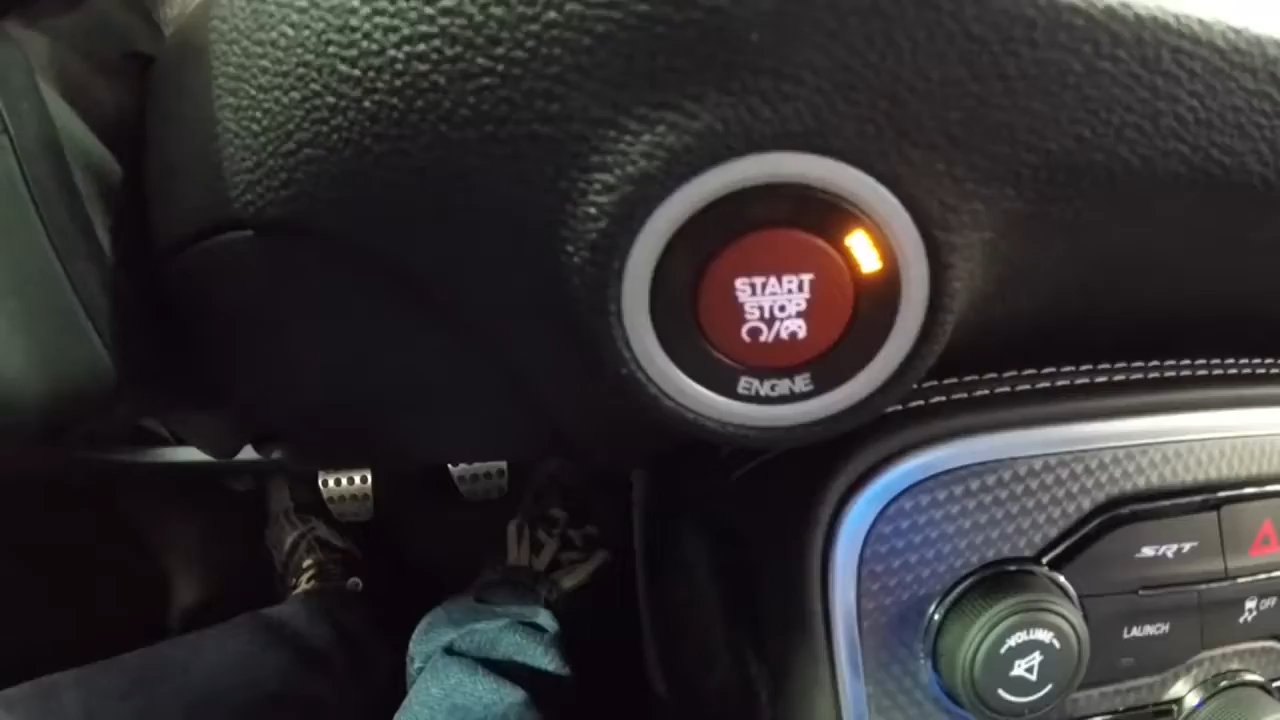 START
STOP
ENGINE
SRT
LAUNCH
OFF
VOLUME